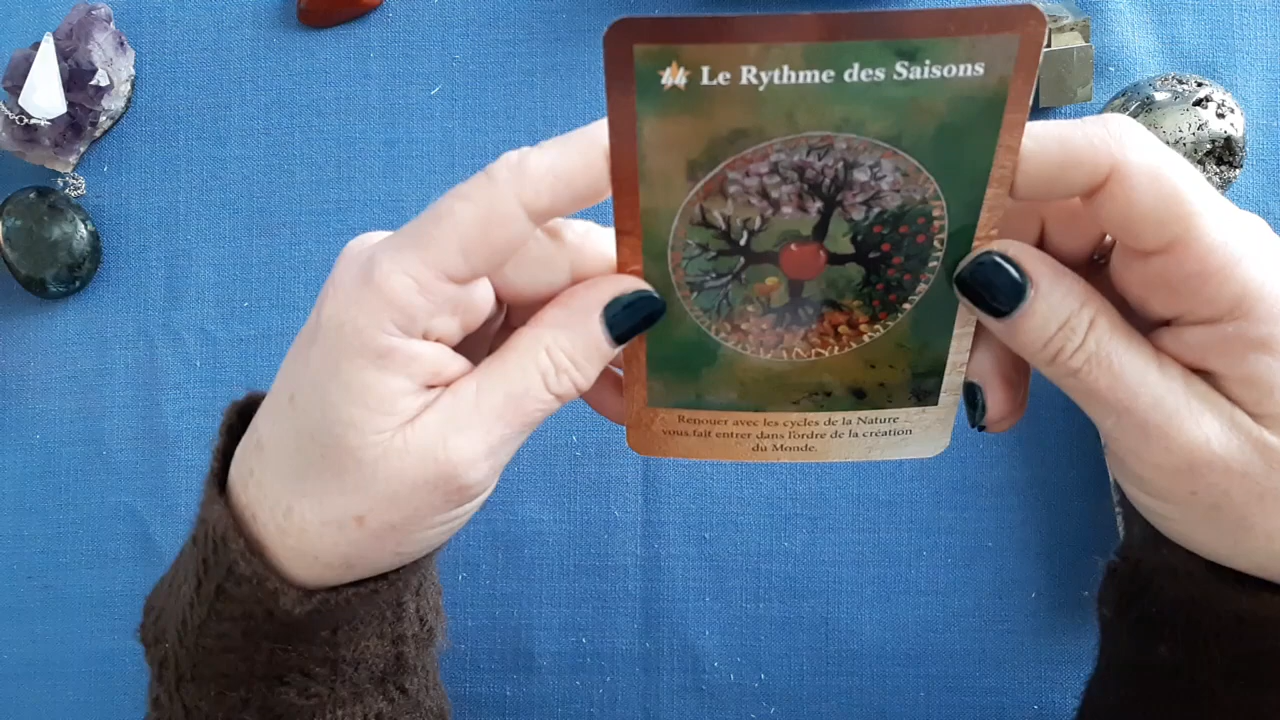 44 Le Rythme des Saisons
Renouer avec les cycles de la Nature
vous fait entrer dans l'ordre de la création
du Monde.